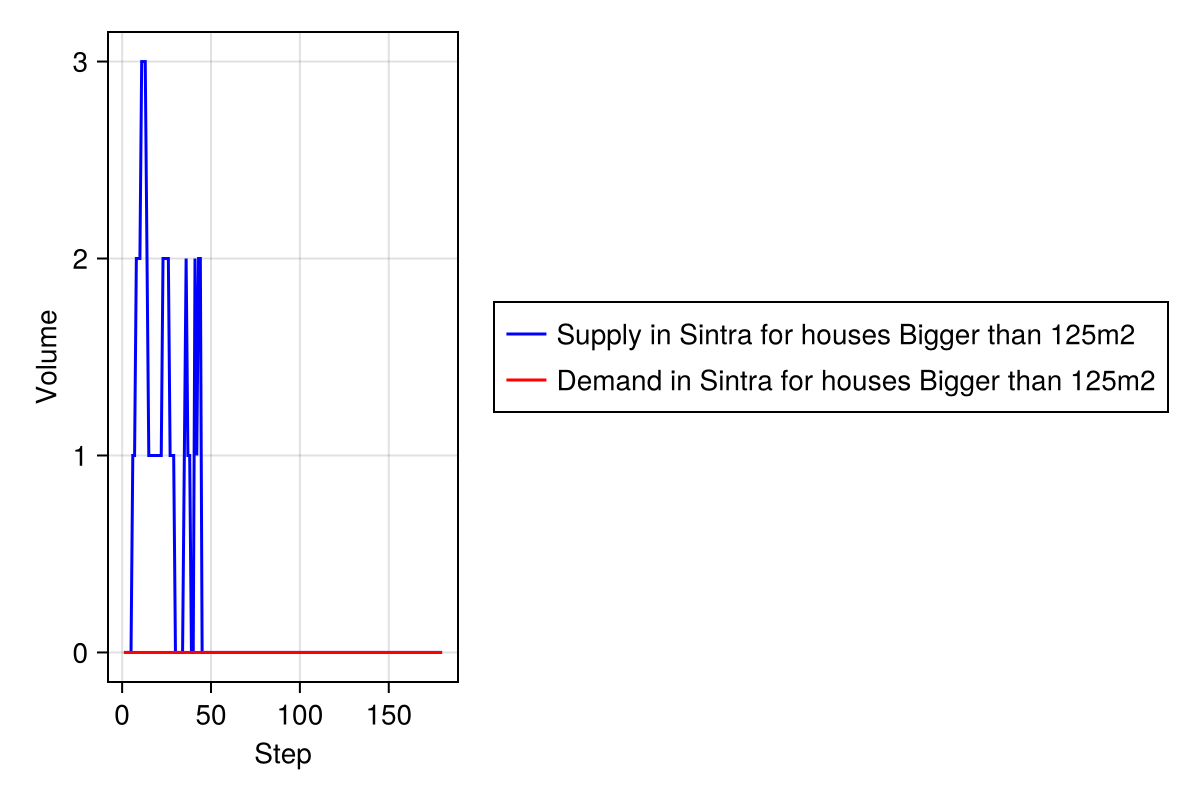 3
2
1
0
Volume
0 50 100 150
Step
Supply in Sintra for houses Bigger than 125m2
Demand in Sintra for houses Bigger than 125m2